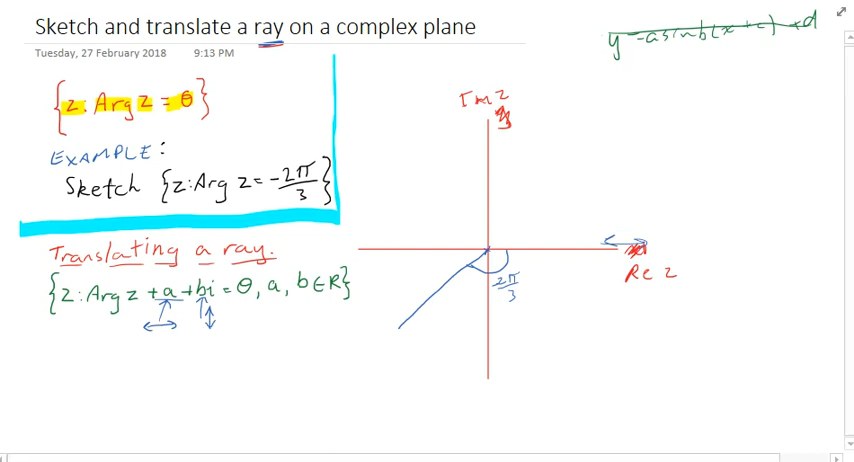 Sketch and translate a ray on a complex plane
Tuesday, 27 February 2018 9:13 PM
y = a sin b(x + c) + d
{z: Arg z = θ}
EXAMPLE:
Sketch {z: Arg z = -2π/3}
Translating a ray.
{z: Arg z + a + bi = θ, a, b ∈ R}
Im z
Re z
2π/3